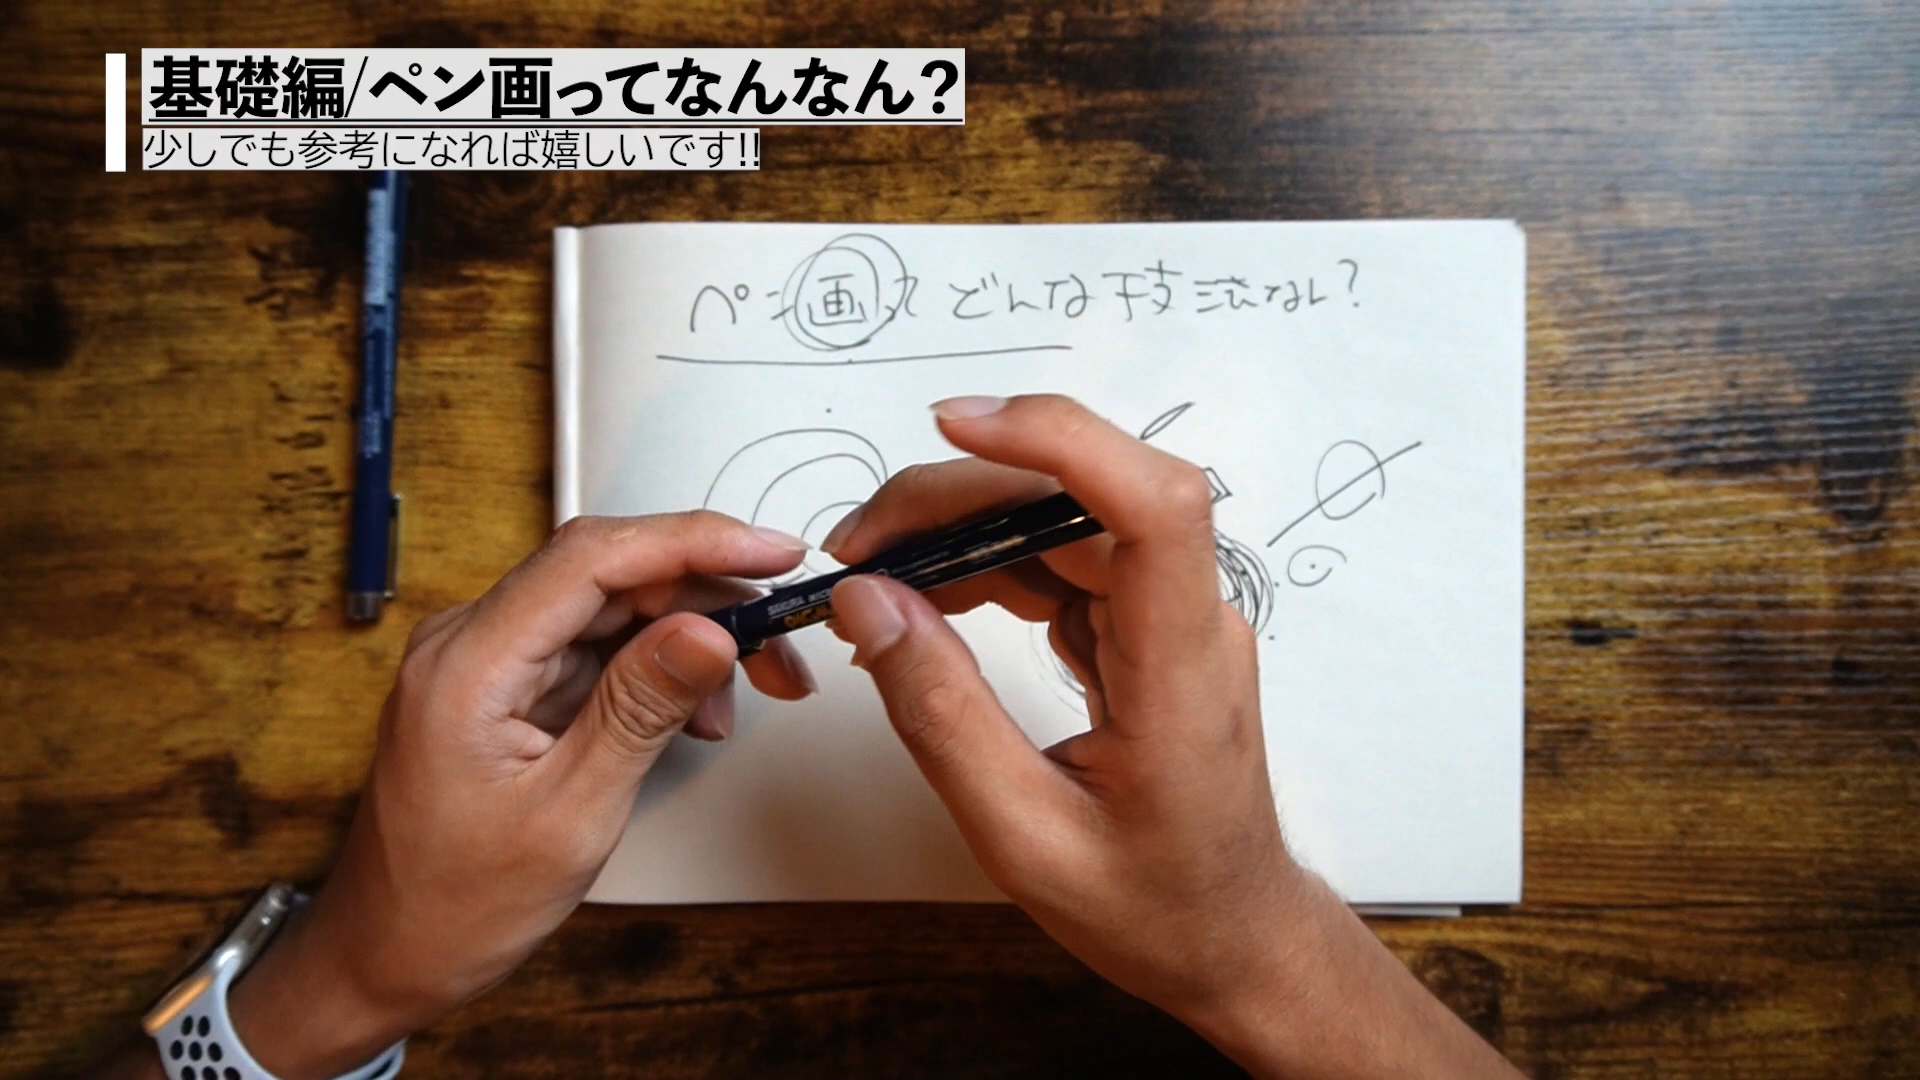 基礎編/ペン画ってなんなん?
少しでも参考になれば嬉しいです!!
ペン画って どんな技法なん?
SAKURA